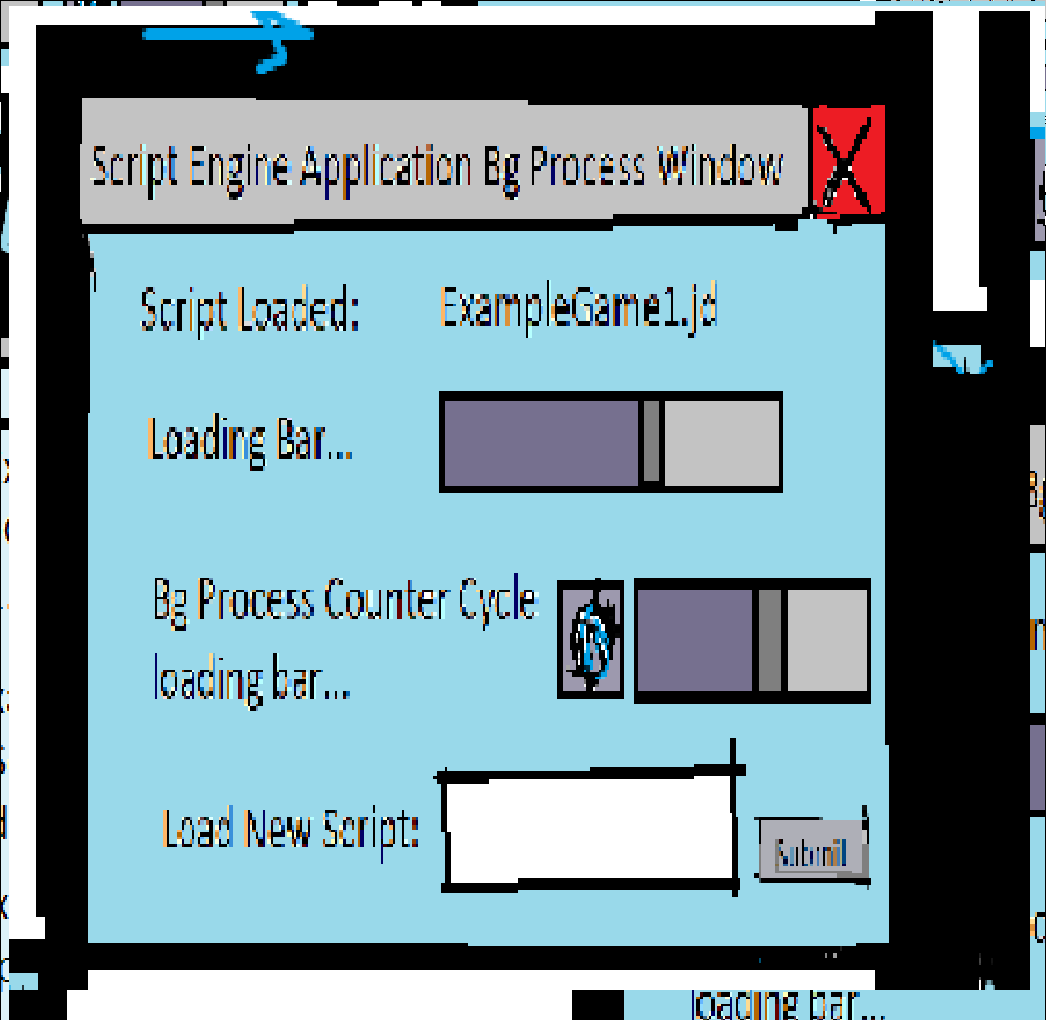 Script Engine Application Bg Process Window X
Script Loaded: ExampleGame1.jd
Loading Bar...
Bg Process Counter Cycle
loading bar...
Load New Script:
Submit
loading bar...